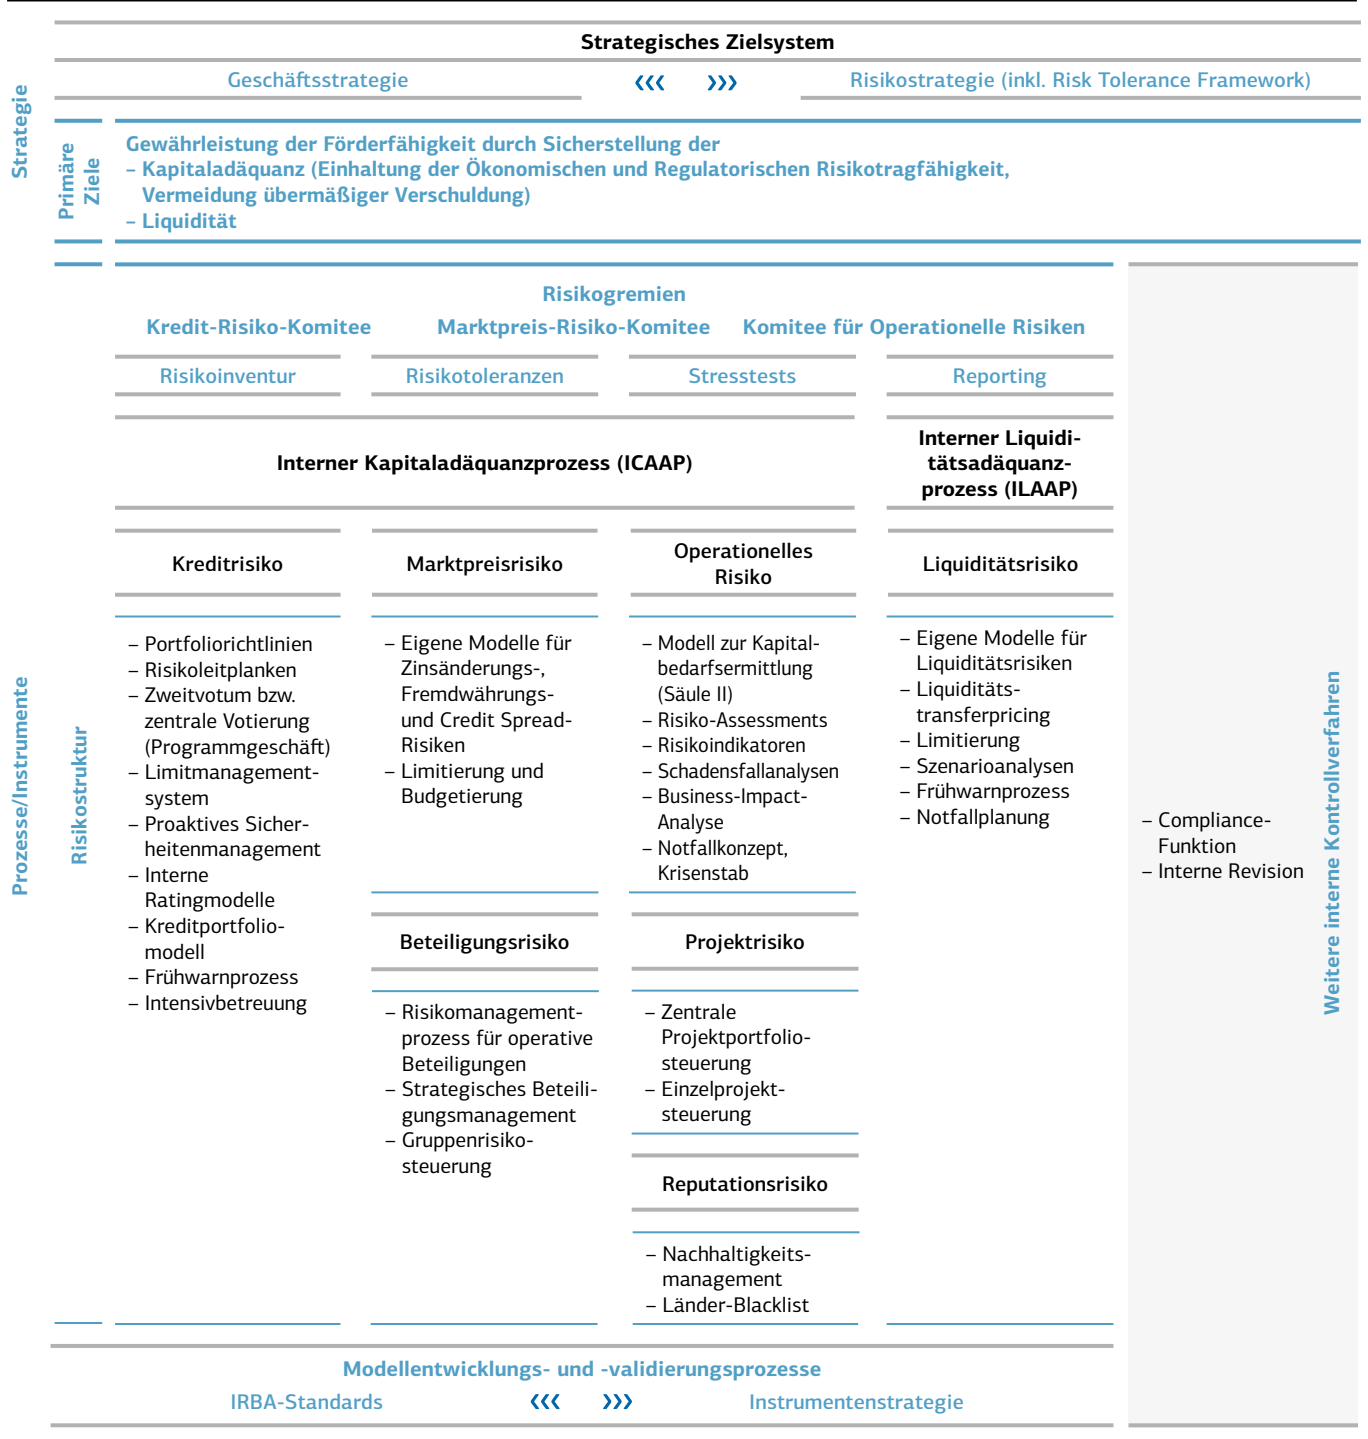 Strategisches Zielsystem
Geschäftsstrategie
‹‹‹ ›››
Risikostrategie (inkl. Risk Tolerance Framework)
Strategie
Primäre
Ziele
Gewährleistung der Förderfähigkeit durch Sicherstellung der
– Kapitaladäquanz (Einhaltung der Ökonomischen und Regulatorischen Risikotragfähigkeit,
Vermeidung übermäßiger Verschuldung)
– Liquidität
Prozesse/Instrumente
Risikostruktur
Risikogremien
Kredit-Risiko-Komitee
Marktpreis-Risiko-Komitee
Komitee für Operationelle Risiken
Risikoinventur
Risikotoleranzen
Stresstests
Reporting
Interner Kapitaladäquanzprozess (ICAAP)
Interner Liquidi-
tätsadäquanz-
prozess (ILAAP)
Kreditrisiko
– Portfoliorichtlinien
– Risikoleitplanken
– Zweitvotum bzw.
zentrale Votierung
(Programmgeschäft)
– Limitmanagement-
system
– Proaktives Sicher-
heitenmanagement
– Interne
Ratingmodelle
– Kreditportfolio-
modell
– Frühwarnprozess
– Intensivbetreuung
Marktpreisrisiko
– Eigene Modelle für
Zinsänderungs-,
Fremdwährungs-
und Credit Spread-
Risiken
– Limitierung und
Budgetierung
Beteiligungsrisiko
– Risikomanagement-
prozess für operative
Beteiligungen
– Strategisches Beteili-
gungsmanagement
– Gruppenrisiko-
steuerung
Operationelles
Risiko
– Modell zur Kapital-
bedarfsermittlung
(Säule II)
– Risiko-Assessments
– Risikoindikatoren
– Schadensfallanalysen
– Business-Impact-
Analyse
– Notfallkonzept,
Krisenstab
Projektrisiko
– Zentrale
Projektportfolio-
steuerung
– Einzelprojekt-
steuerung
Reputationsrisiko
– Nachhaltigkeits-
management
– Länder-Blacklist
Liquiditätsrisiko
– Eigene Modelle für
Liquiditätsrisiken
– Liquiditäts-
transferpricing
– Limitierung
– Szenarioanalysen
– Frühwarnprozess
– Notfallplanung
– Compliance-
Funktion
– Interne Revision
Weitere interne Kontrollverfahren
Modellentwicklungs- und -validierungsprozesse
IRBA-Standards
‹‹‹ ›››
Instrumentenstrategie